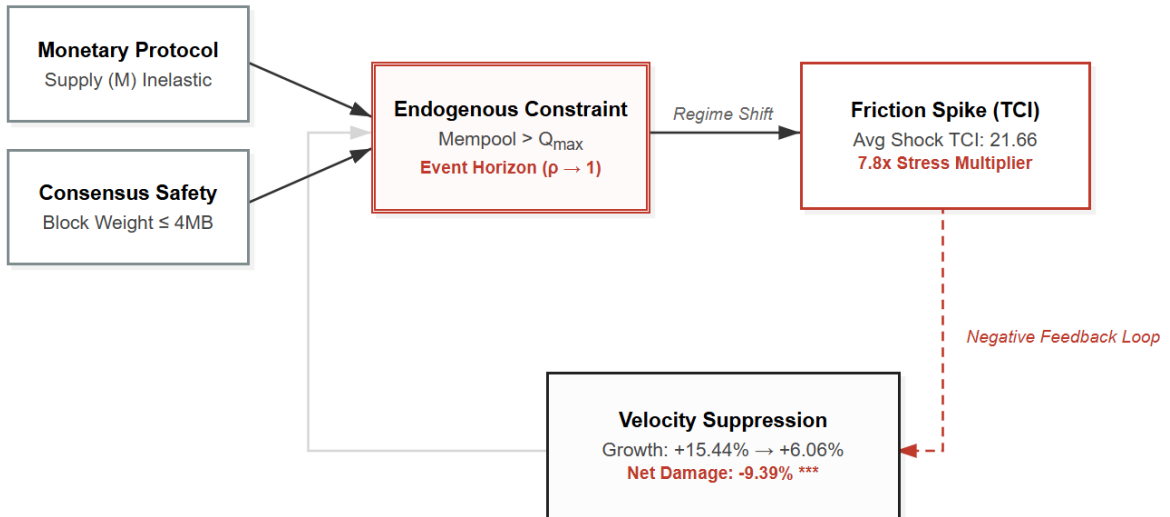 Monetary Protocol
Supply (M) Inelastic
Consensus Safety
Block Weight ≤ 4MB
Endogenous Constraint
Mempool > Qmax
Event Horizon (ρ → 1)
Regime Shift
Friction Spike (TCI)
Avg Shock TCI: 21.66
7.8x Stress Multiplier
Negative Feedback Loop
Velocity Suppression
Growth: +15.44% → +6.06%
Net Damage: -9.39% ***